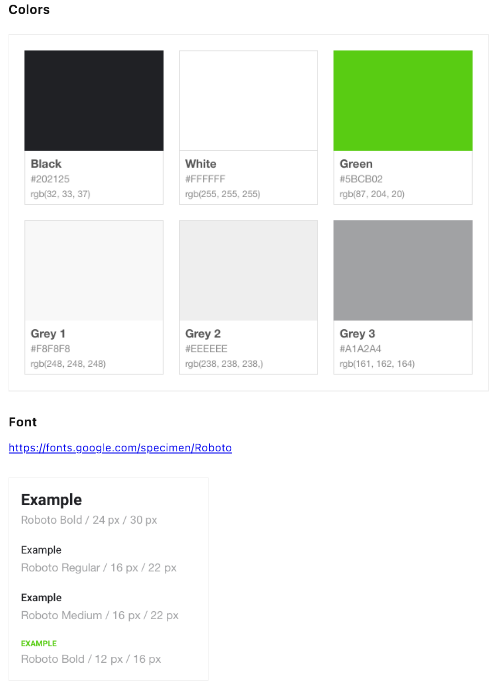 Colors
Black
#202125
rgb(32, 33, 37)
White
#FFFFFF
rgb(255, 255, 255)
Green
#5BCB02
rgb(87, 204, 20)
Grey 1
#F8F8F8
rgb(248, 248, 248)
Grey 2
#EEEEEE
rgb(238, 238, 238,)
Grey 3
#A1A2A4
rgb(161, 162, 164)
Font
https://fonts.google.com/specimen/Roboto
Example
Roboto Bold / 24 px / 30 px
Example
Roboto Regular / 16 px / 22 px
Example
Roboto Medium / 16 px / 22 px
EXAMPLE
Roboto Bold / 12 px / 16 px